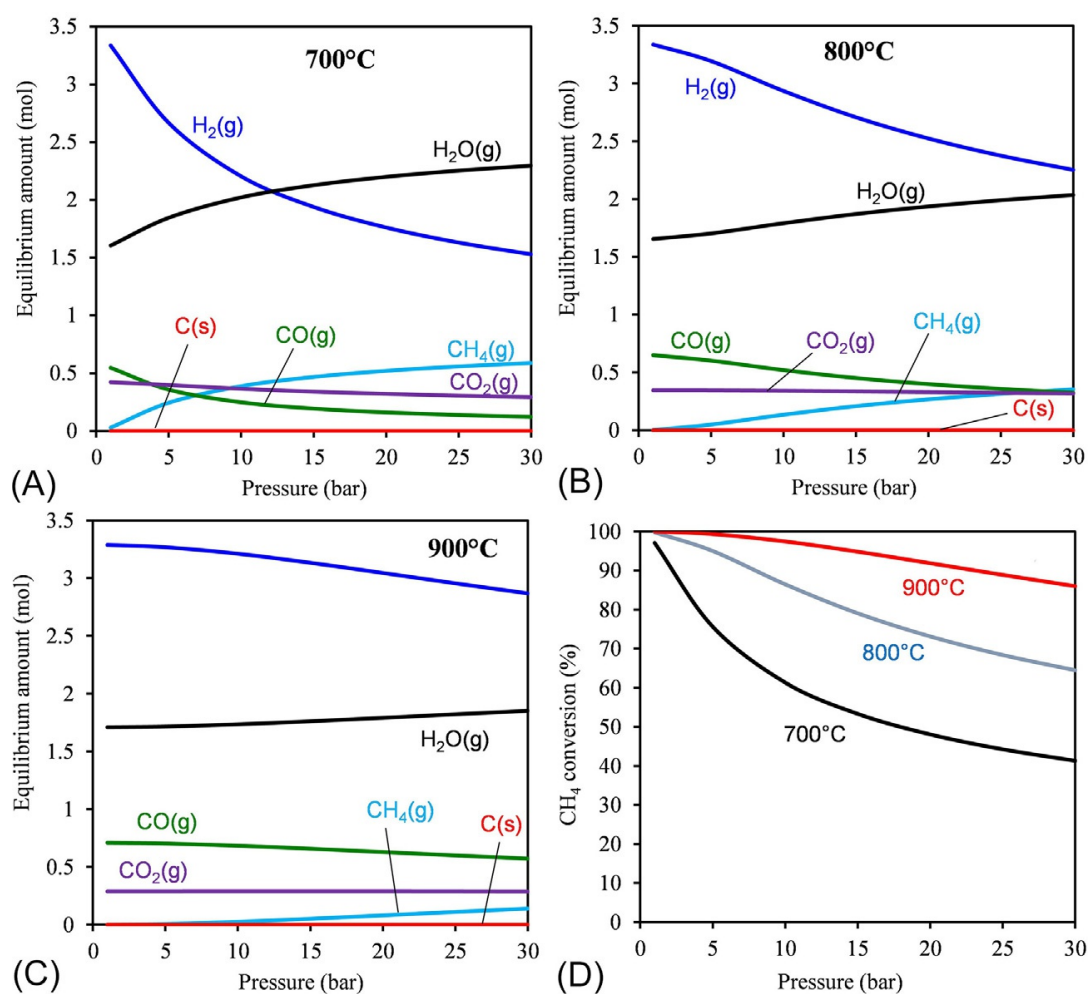 700°C
Equilibrium amount (mol)
3.5
3
2.5
2
1.5
1
0.5
0
H₂(g)
H₂O(g)
C(s)
CO(g)
CH₄(g)
CO₂(g)
0 5 10 15 20 25 30
Pressure (bar)
(A)
800°C
Equilibrium amount (mol)
3.5
3
2.5
2
1.5
1
0.5
0
H₂(g)
H₂O(g)
CH₄(g)
CO(g)
CO₂(g)
C(s)
0 5 10 15 20 25 30
Pressure (bar)
(B)
900°C
Equilibrium amount (mol)
3.5
3
2.5
2
1.5
1
0.5
0
H₂O(g)
CO(g)
CH₄(g)
C(s)
CO₂(g)
0 5 10 15 20 25 30
Pressure (bar)
(C)
CH₄ conversion (%)
100
90
80
70
60
50
40
30
20
10
0
900°C
800°C
700°C
0 5 10 15 20 25 30
Pressure (bar)
(D)